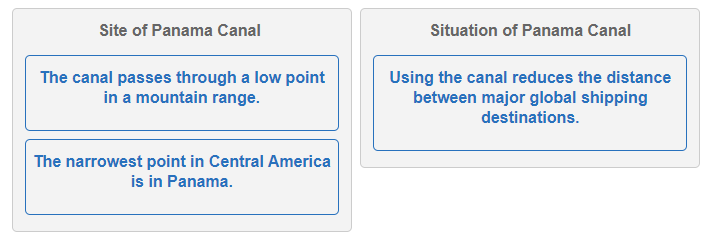 Site of Panama Canal
The canal passes through a low point
in a mountain range.
The narrowest point in Central America
is in Panama.
Situation of Panama Canal
Using the canal reduces the distance
between major global shipping
destinations.